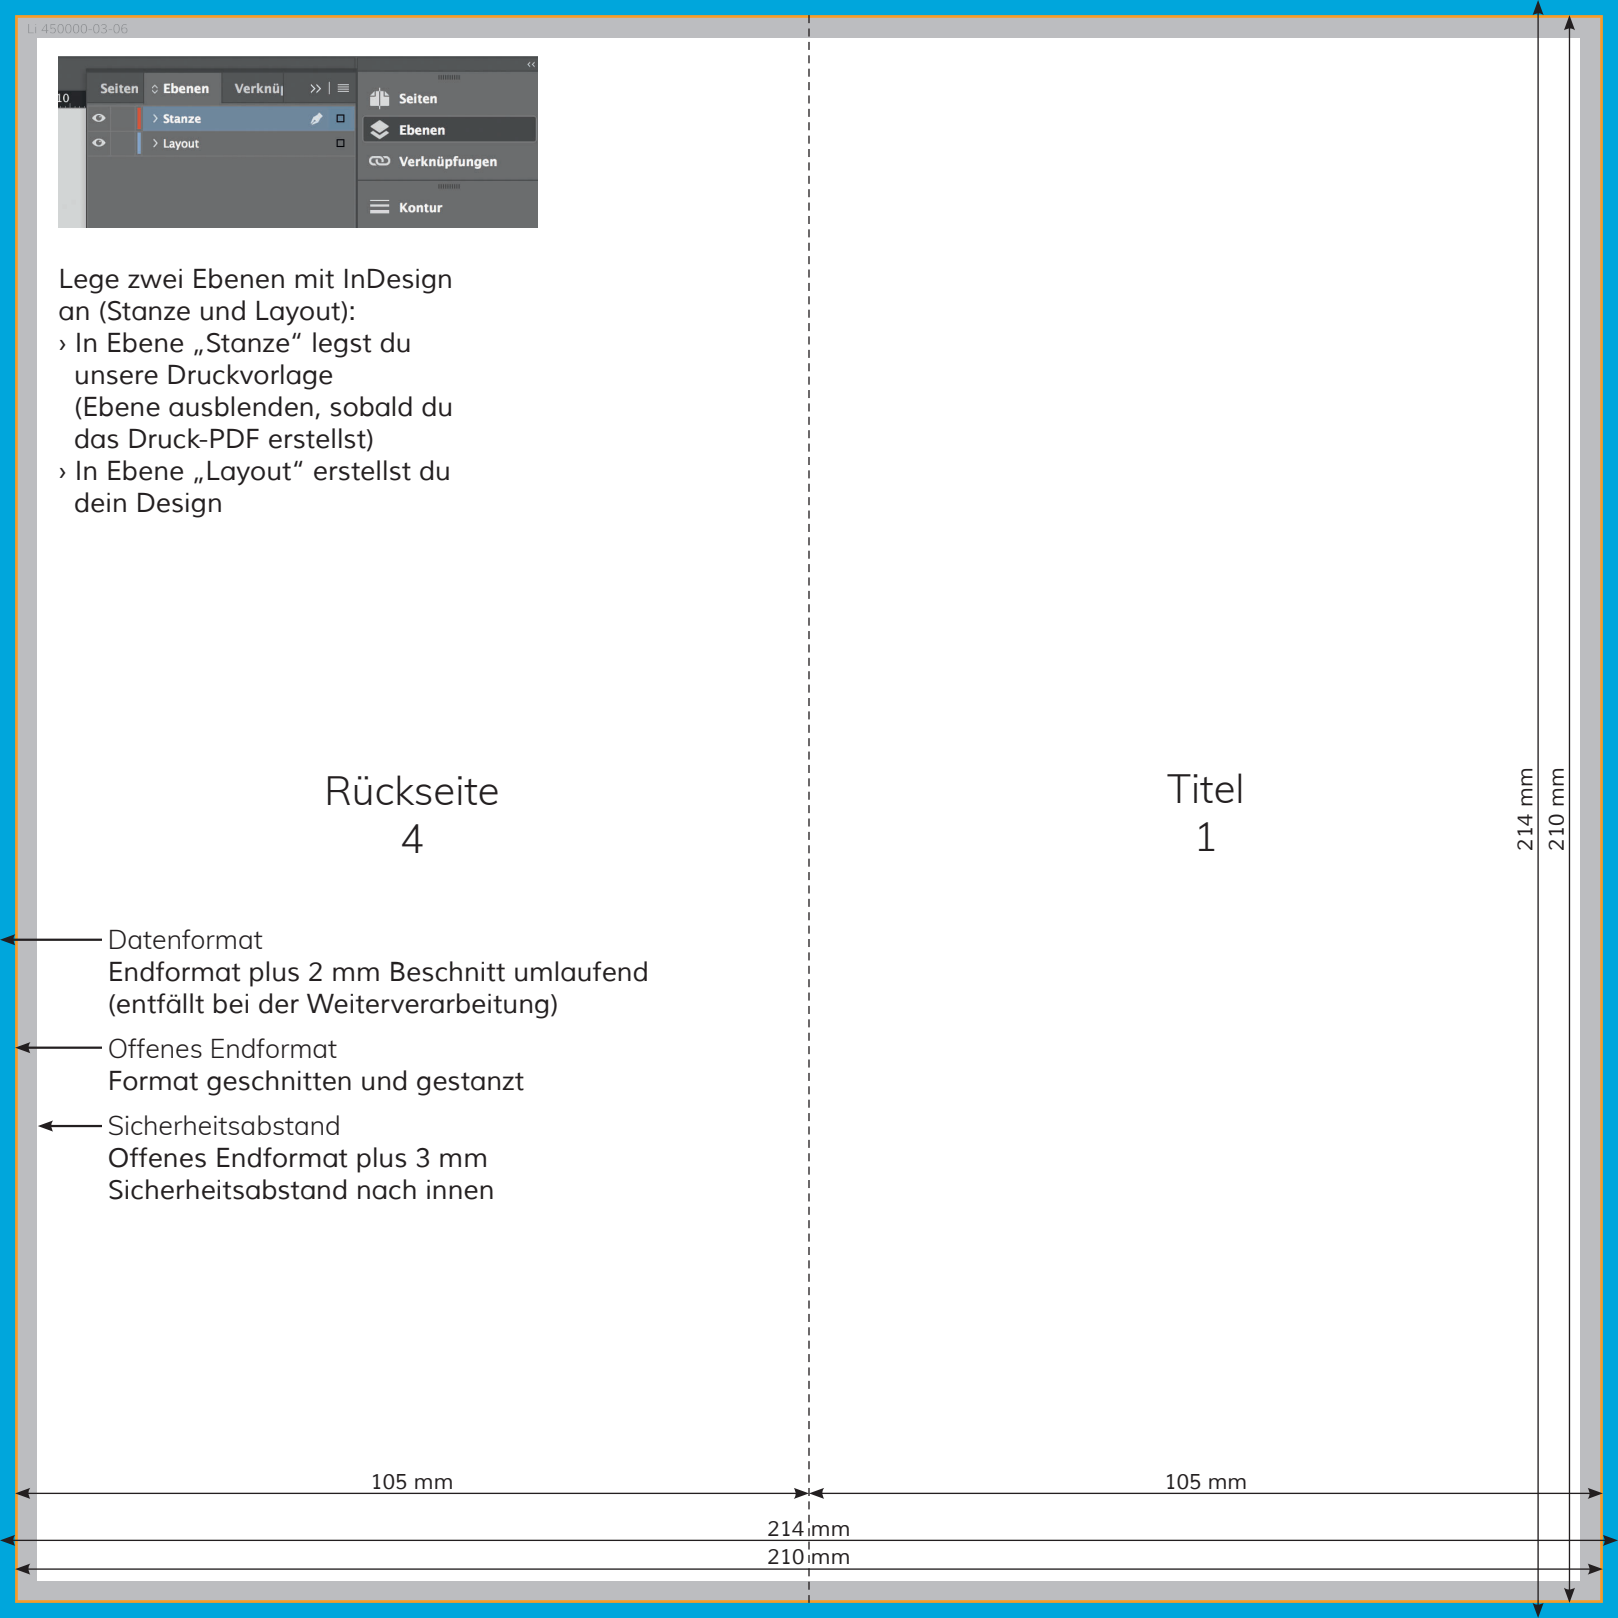 Li 450000-03-06
10
Seiten Ebenen Verknü
Stanze
Layout
Seiten
Ebenen
Verknüpfungen
Kontur
Lege zwei Ebenen mit InDesign
an (Stanze und Layout):
› In Ebene „Stanze“ legst du
unsere Druckvorlage
(Ebene ausblenden, sobald du
das Druck-PDF erstellst)
› In Ebene „Layout“ erstellst du
dein Design
Rückseite
4
Titel
1
214 mm
210 mm
Datenformat
Endformat plus 2 mm Beschnitt umlaufend
(entfällt bei der Weiterverarbeitung)
Offenes Endformat
Format geschnitten und gestanzt
Sicherheitsabstand
Offenes Endformat plus 3 mm
Sicherheitsabstand nach innen
105 mm
105 mm
214 mm
210 mm